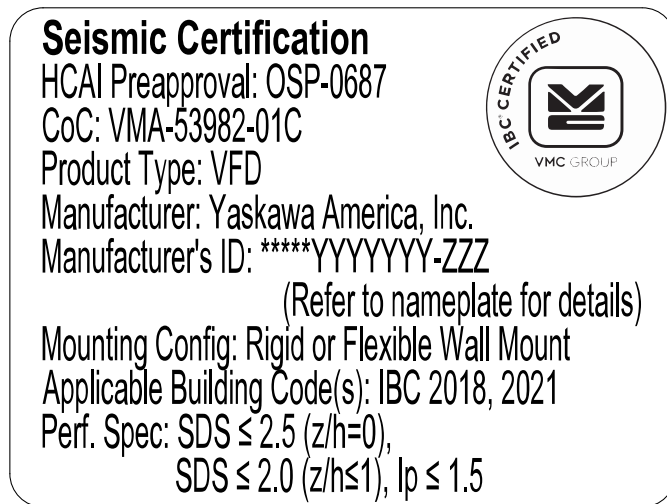 Seismic Certification
HCAI Preapproval: OSP-0687
CoC: VMA-53982-01C
Product Type: VFD
Manufacturer: Yaskawa America, Inc.
Manufacturer's ID: *****YYYYYYY-ZZZ
(Refer to nameplate for details)
Mounting Config: Rigid or Flexible Wall Mount
Applicable Building Code(s): IBC 2018, 2021
Perf. Spec: SDS ≤ 2.5 (z/h=0),
SDS ≤ 2.0 (z/h≤1), Ip ≤ 1.5
IBC® CERTIFIED
VMC GROUP